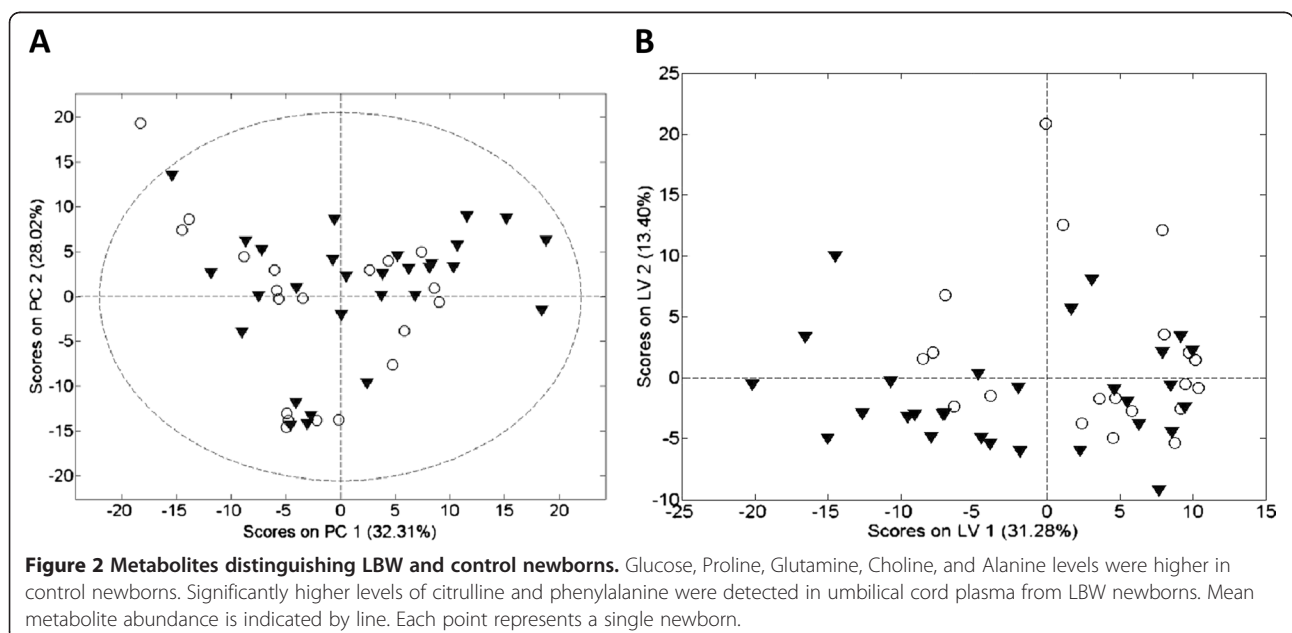 A
B
20
15
10
5
0
-5
-10
-15
-20
Scores on PC 2 (28.02%)
-20 -15 -10 -5 0 5 10 15 20
Scores on PC 1 (32.31%)
25
20
15
10
5
0
-5
-10
Scores on LV 2 (13.40%)
-25 -20 -15 -10 -5 0 5 10 15
Scores on LV 1 (31.28%)
Figure 2 Metabolites distinguishing LBW and control newborns. Glucose, Proline, Glutamine, Choline, and Alanine levels were higher in
control newborns. Significantly higher levels of citrulline and phenylalanine were detected in umbilical cord plasma from LBW newborns. Mean
metabolite abundance is indicated by line. Each point represents a single newborn.